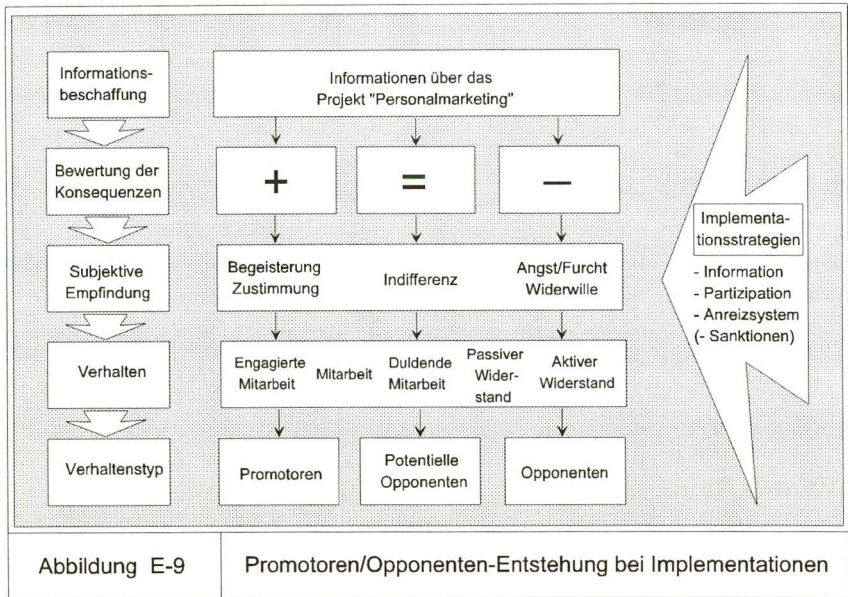 Informations-
beschaffung
Informationen über das
Projekt "Personalmarketing"
Bewertung der
Konsequenzen
+
=
−
Subjektive
Empfindung
Begeisterung
Zustimmung
Indifferenz
Angst/Furcht
Widerwille
Verhalten
Engagierte
Mitarbeit
Mitarbeit
Duldende
Mitarbeit
Passiver
Wider-
stand
Aktiver
Widerstand
Verhaltenstyp
Promotoren
Potentielle
Opponenten
Opponenten
Implementa-
tionsstrategien
- Information
- Partizipation
- Anreizsystem
(- Sanktionen)
Abbildung E-9
Promotoren/Opponenten-Entstehung bei Implementationen